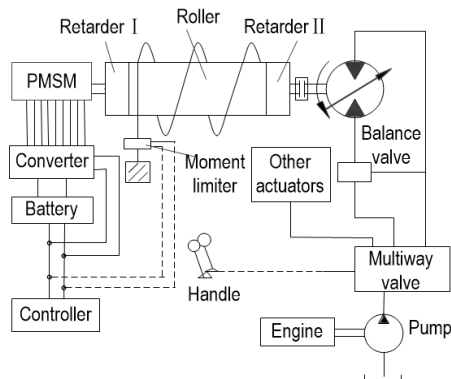 Retarder I
Roller
Retarder II
PMSM
Balance
valve
Converter
Moment
limiter
Other
actuators
Battery
Multiway
valve
Handle
Controller
Engine
Pump